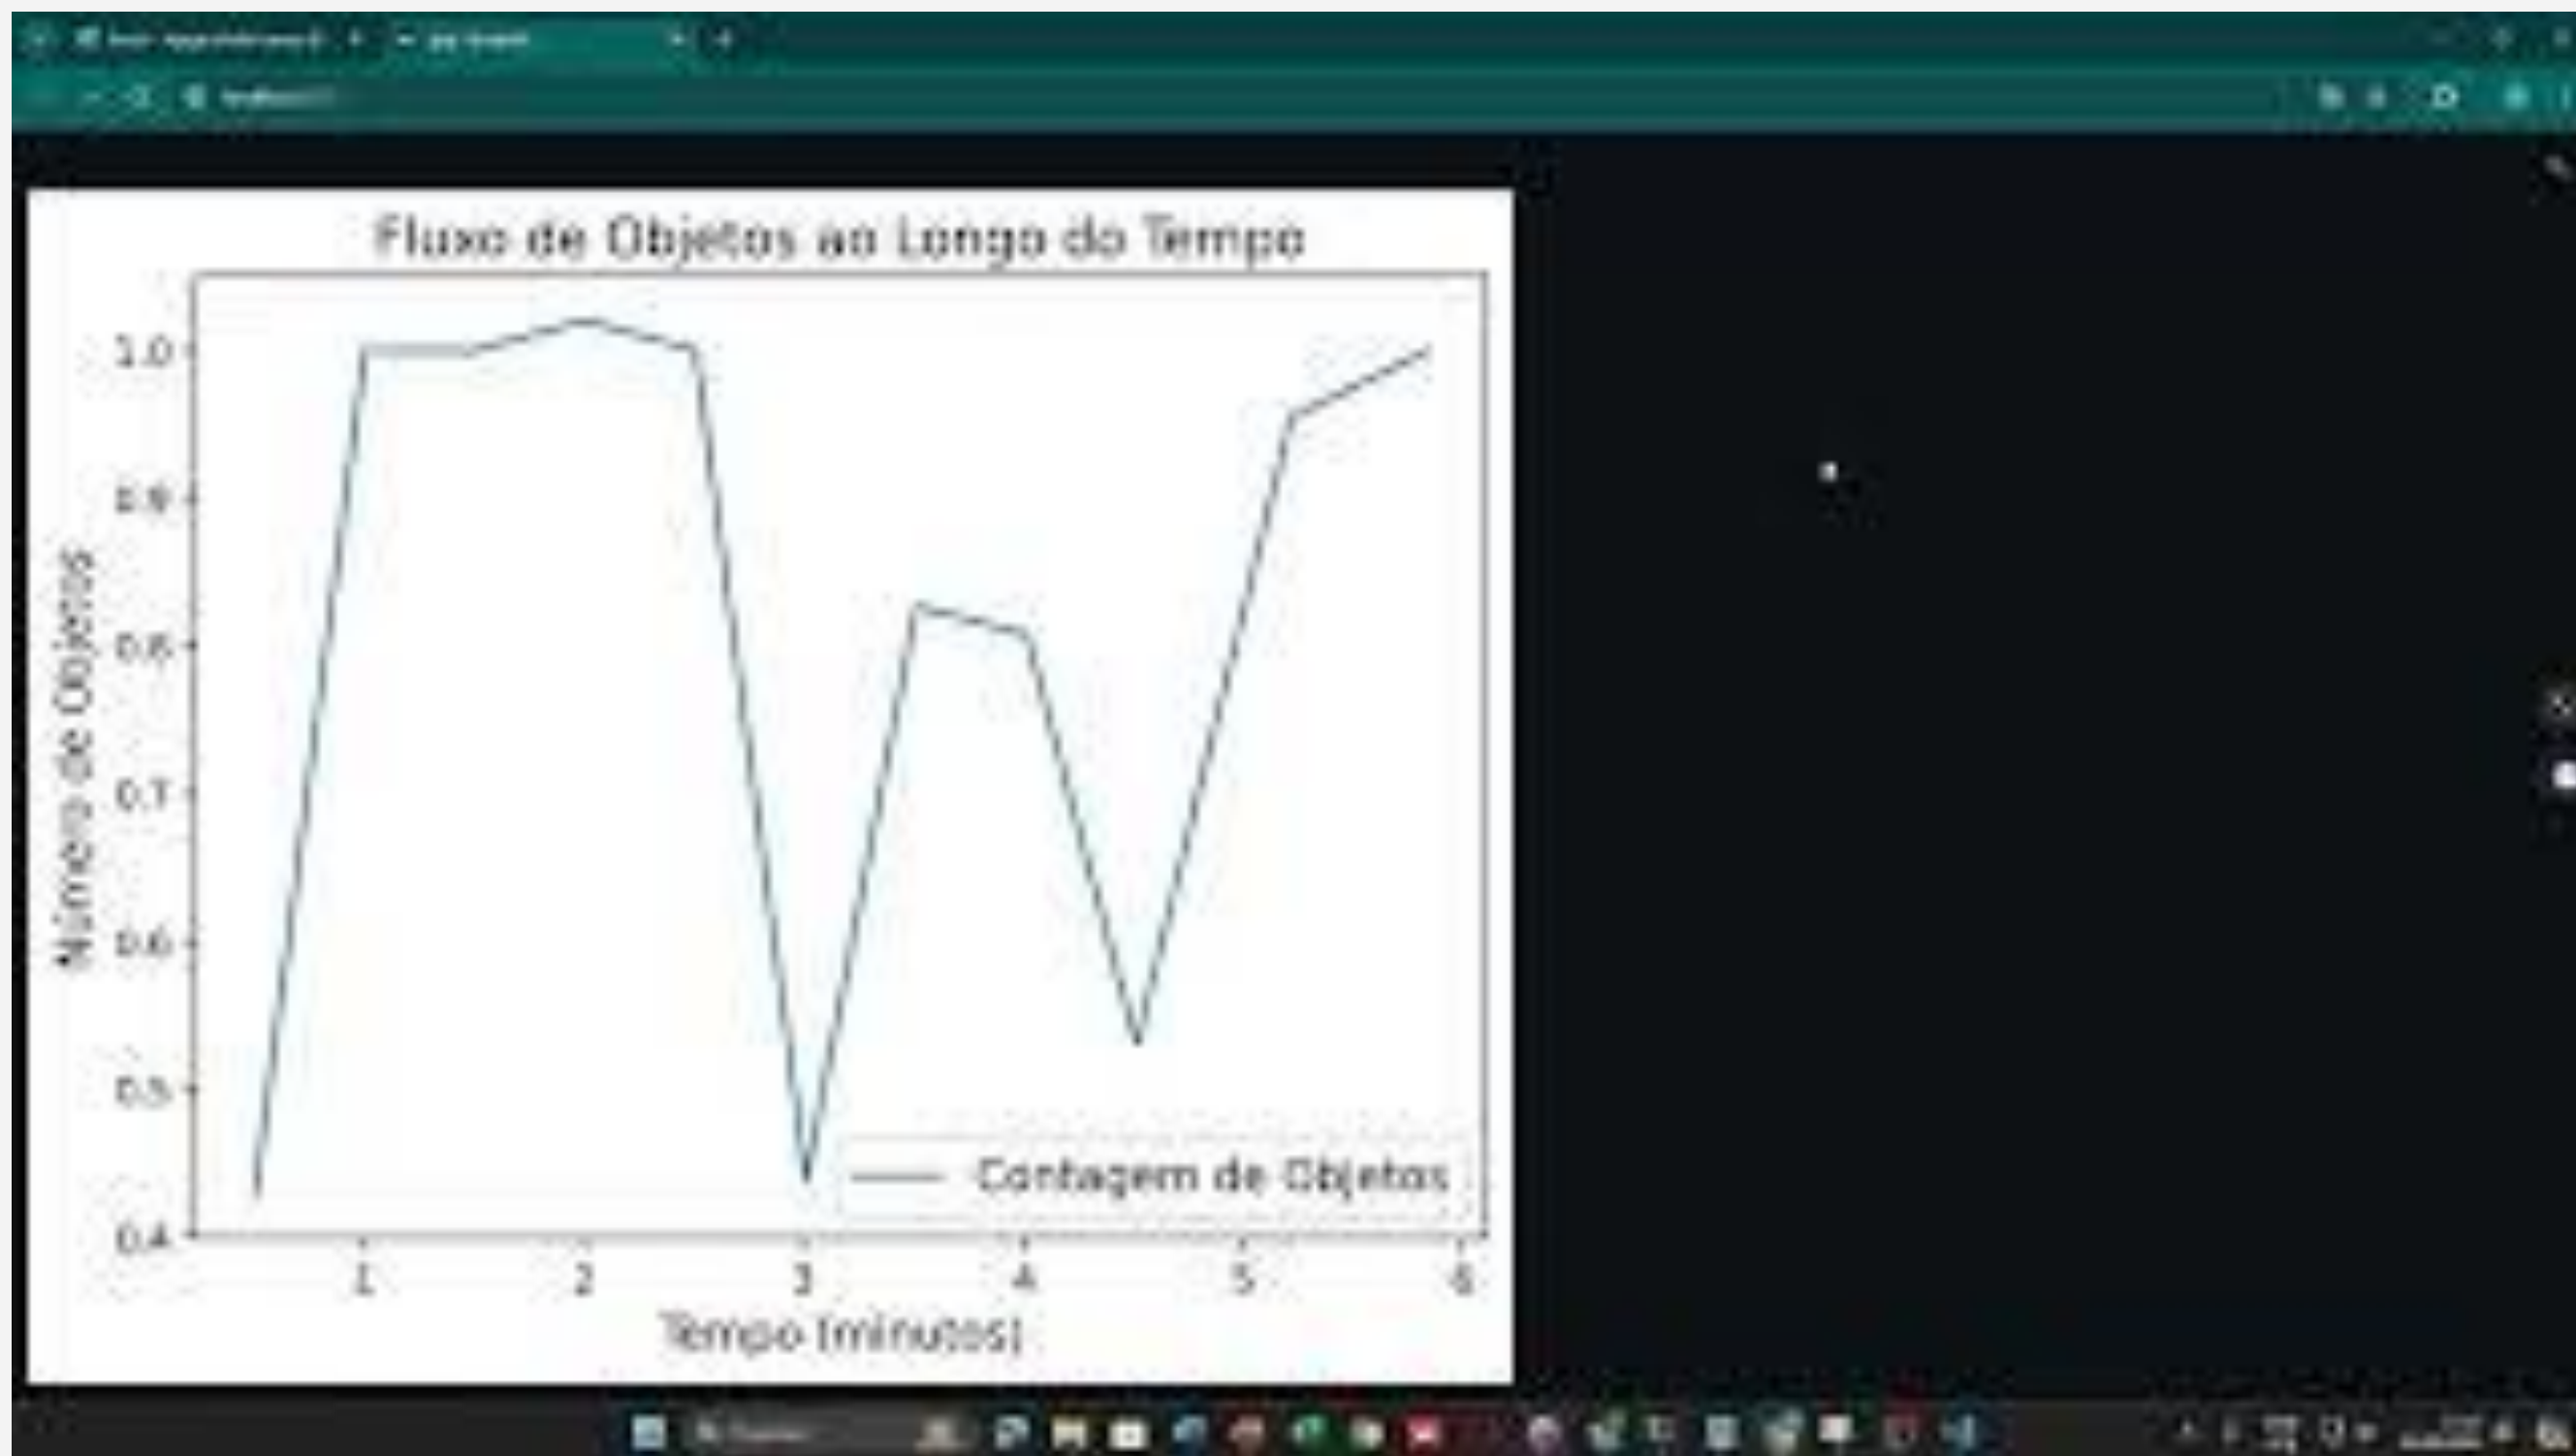 Fluxo de Objetos ao Longo do Tempo
Número de Objetos
1.0
0.9
0.8
0.7
0.6
0.5
0.4
1 2 3 4 5 6
Tempo (minutos)
Contagem de Objetos